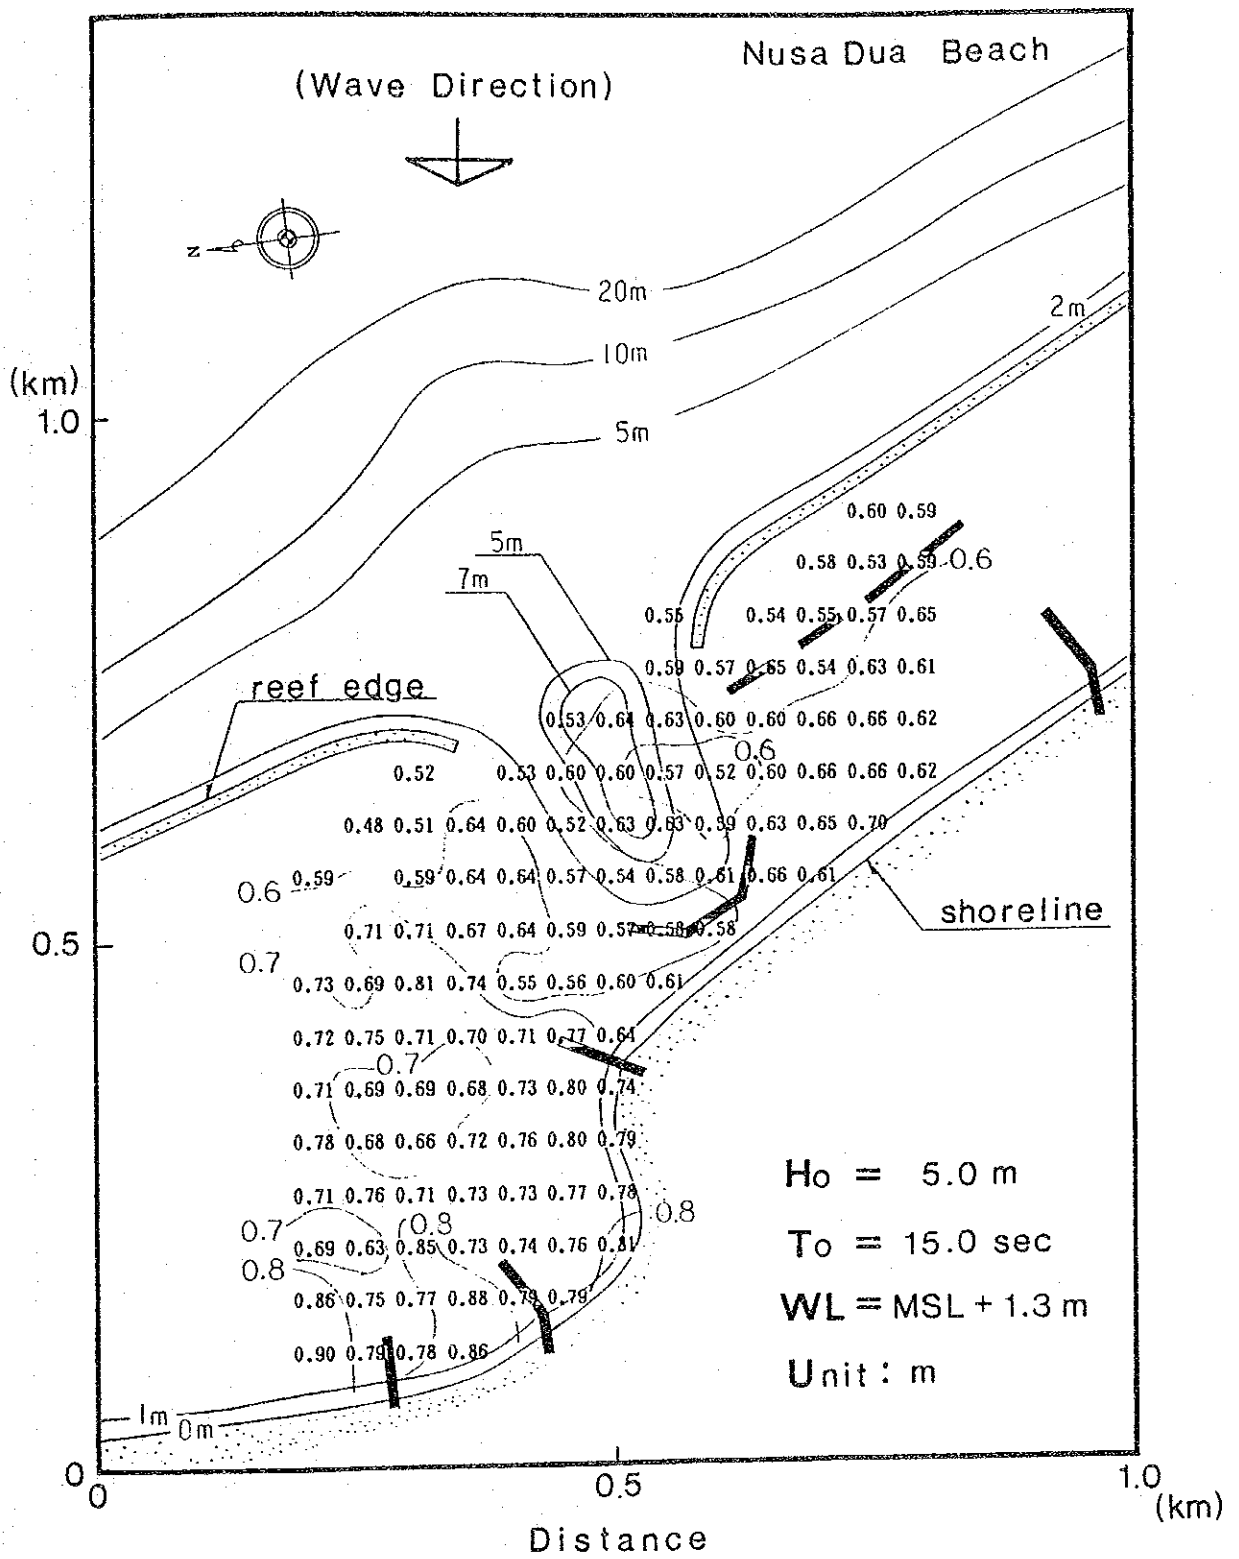 Nusa Dua Beach
(Wave Direction)
N
20m
2m
10m
(km)
1.0
5m
0.60 0.59
5m
0.58 0.53 0.59 0.6
7m
0.55 0.54 0.55 0.57 0.65
0.59 0.57 0.65 0.54 0.63 0.61
reef edge
0.53 0.64 0.63 0.60 0.60 0.66 0.66 0.62
0.6
0.52 0.53 0.60 0.60 0.57 0.52 0.60 0.66 0.66 0.62
0.48 0.51 0.64 0.60 0.52 0.63 0.63 0.59 0.63 0.65 0.70
0.6 0.59 0.59 0.64 0.64 0.57 0.54 0.58 0.61 0.66 0.61
shoreline
0.71 0.71 0.67 0.64 0.59 0.57 0.58 0.58
0.5
0.7
0.73 0.69 0.81 0.74 0.55 0.56 0.60 0.61
0.72 0.75 0.71 0.70 0.71 0.77 0.64
0.7
0.71 0.69 0.69 0.68 0.73 0.80 0.74
0.78 0.68 0.66 0.72 0.76 0.80 0.79
Ho = 5.0 m
0.71 0.76 0.71 0.73 0.73 0.77 0.78
0.7 0.8 0.8
To = 15.0 sec
0.69 0.63 0.85 0.73 0.74 0.76 0.81
0.8
0.86 0.75 0.77 0.88 0.79 0.79
WL = MSL + 1.3 m
0.90 0.79 0.78 0.86
Unit : m
1m
0m
0
0 0.5 1.0
(km)
Distance